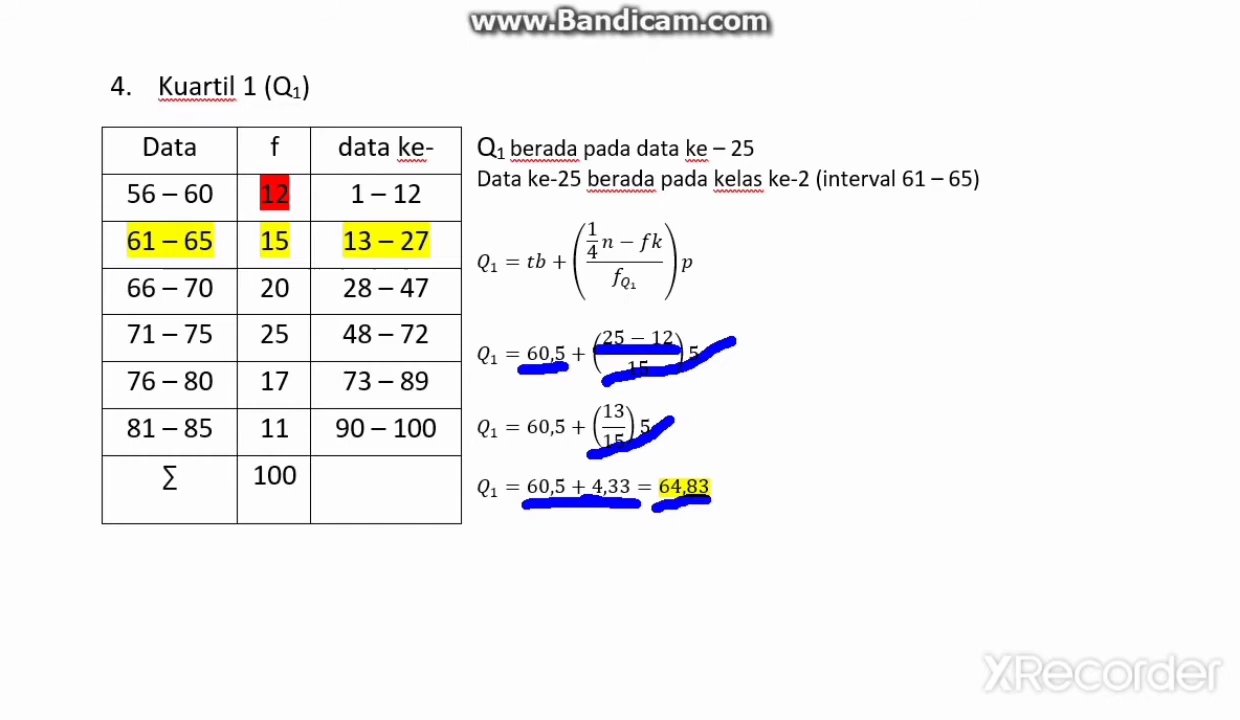 www.Bandicam.com
4. Kuartil 1 (Q₁)
Data f data ke-
56 – 60 12 1 – 12
61 – 65 15 13 – 27
66 – 70 20 28 – 47
71 – 75 25 48 – 72
76 – 80 17 73 – 89
81 – 85 11 90 – 100
∑ 100
Q₁ berada pada data ke – 25
Data ke-25 berada pada kelas ke-2 (interval 61 – 65)
Q₁ = tb + ((1/4 n − fk)/f_Q₁) p
Q₁ = 60,5 + ((25 − 12)/15) 5
Q₁ = 60,5 + (13/15) 5
Q₁ = 60,5 + 4,33 = 64,83
XRecorder